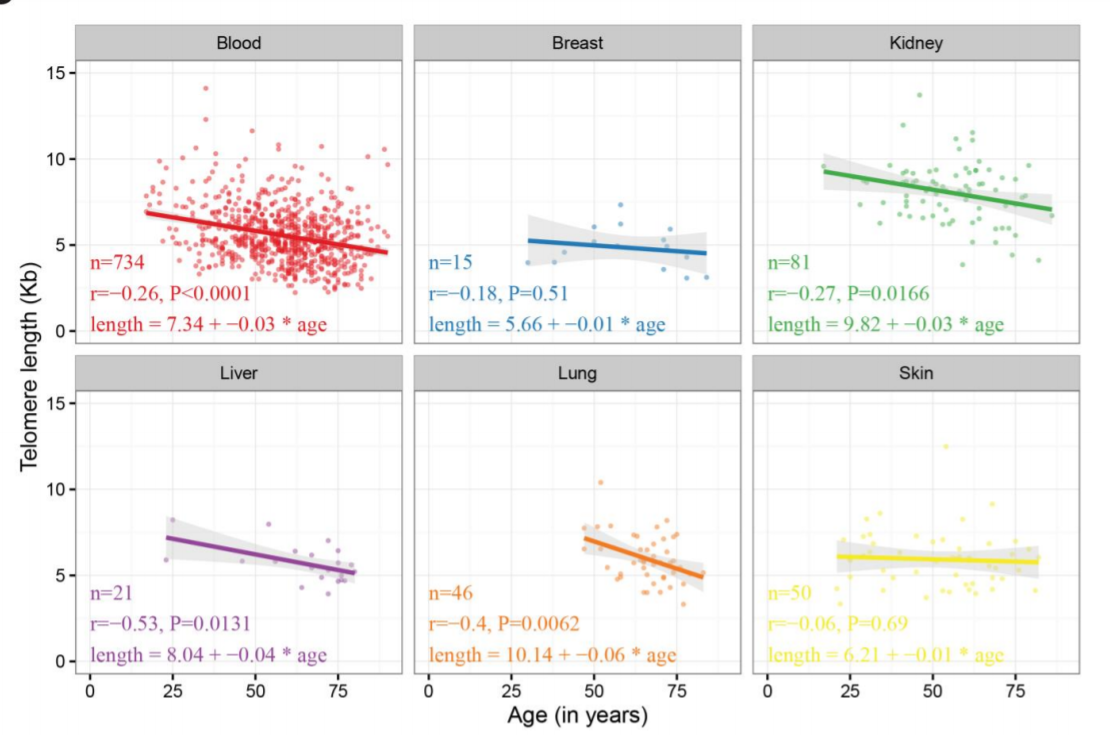 Blood
Breast
Kidney
15
10
5
0
n=734
r=−0.26, P<0.0001
length = 7.34 + −0.03 * age
n=15
r=−0.18, P=0.51
length = 5.66 + −0.01 * age
n=81
r=−0.27, P=0.0166
length = 9.82 + −0.03 * age
Telomere length (Kb)
Liver
Lung
Skin
15
10
5
0
n=21
r=−0.53, P=0.0131
length = 8.04 + −0.04 * age
n=46
r=−0.4, P=0.0062
length = 10.14 + −0.06 * age
n=50
r=−0.06, P=0.69
length = 6.21 + −0.01 * age
0 25 50 75
0 25 50 75
0 25 50 75
Age (in years)